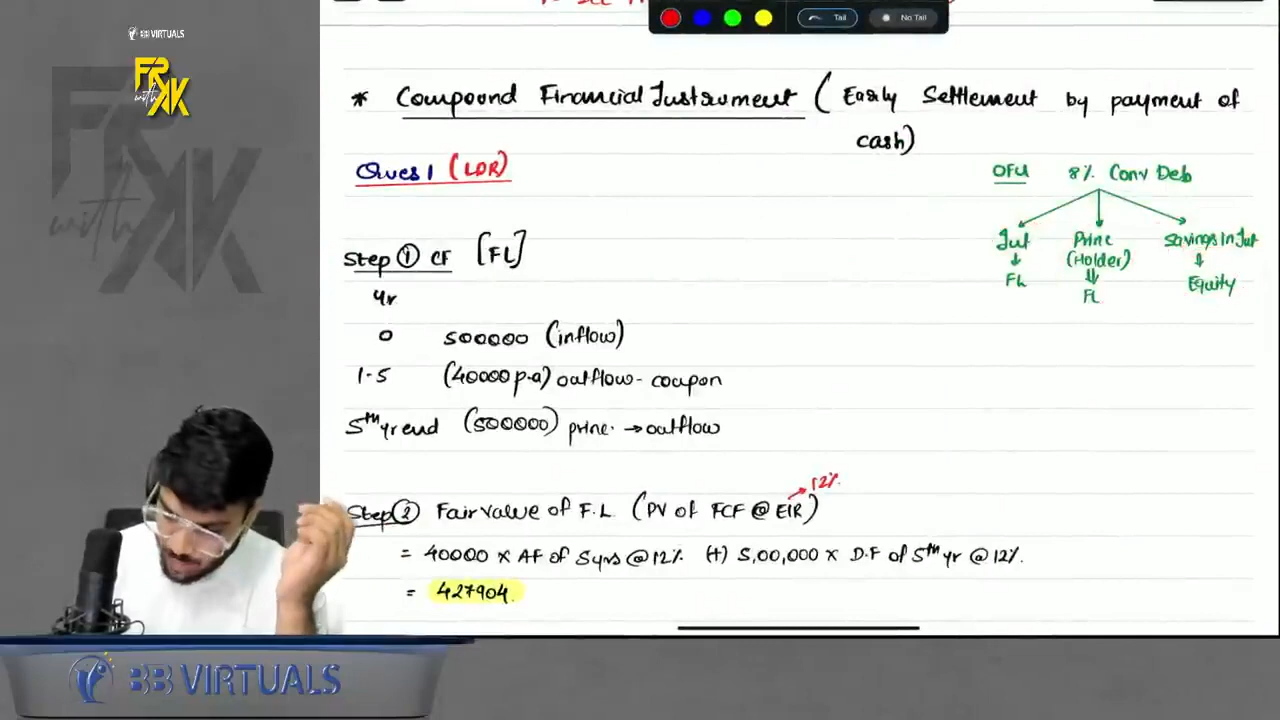 BB VIRTUALS
FR
with
AK
Tail
No Tail
* Compound Financial Instrument ( Early Settlement by payment of
cash)
Ques 1 (LDR)
OFCD 8% Conv Deb
Int
↓
FL
Princ
(Holder)
⇓
FL
Savings in Int
↓
Equity
Step ① CF [FL]
Yr
0 500000 (inflow)
1-5 (40000 p.a) outflow - coupon
5th yr end (500000) princ. → outflow
Step ② Fair value of F.L (PV of FCF @ EIR) → 12%
= 40000 × AF of 5yrs @ 12% (+) 5,00,000 × D.F of 5th yr @ 12%.
= 427904.
BB VIRTUALS